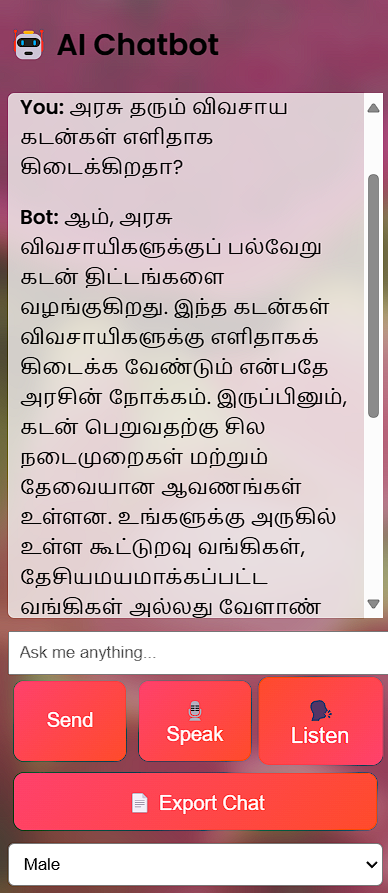 AI Chatbot
You: அரசு தரும் விவசாய
கடன்கள் எளிதாக
கிடைக்கிறதா?
Bot: ஆம், அரசு
விவசாயிகளுக்குப் பல்வேறு
கடன் திட்டங்களை
வழங்குகிறது. இந்த கடன்கள்
விவசாயிகளுக்கு எளிதாகக்
கிடைக்க வேண்டும் என்பதே
அரசின் நோக்கம். இருப்பினும்,
கடன் பெறுவதற்கு சில
நடைமுறைகள் மற்றும்
தேவையான ஆவணங்கள்
உள்ளன. உங்களுக்கு அருகில்
உள்ள கூட்டுறவு வங்கிகள்,
தேசியமயமாக்கப்பட்ட
வங்கிகள் அல்லது வேளாண்
Ask me anything...
Send
Speak
Listen
Export Chat
Male